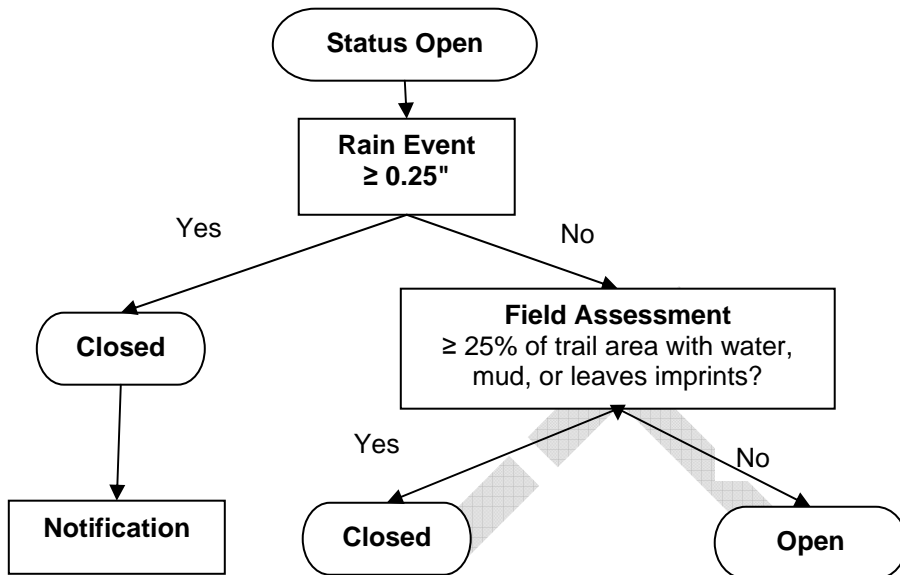 Status Open
Rain Event
≥ 0.25"
Yes
No
Closed
Field Assessment
≥ 25% of trail area with water,
mud, or leaves imprints?
Notification
Yes
No
Closed
Open